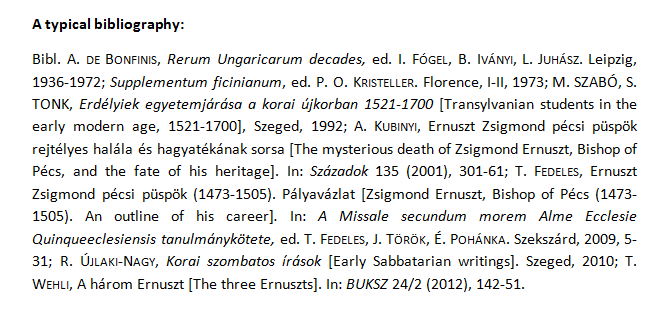 A typical bibliography:
Bibl. A. DE BONFINIS, Rerum Ungaricarum decades, ed. I. FÓGEL, B. IVÁNYI, L. JUHÁSZ. Leipzig,
1936-1972; Supplementum ficinianum, ed. P. O. KRISTELLER. Florence, I-II, 1973; M. SZABÓ, S.
TONK, Erdélyiek egyetemjárása a korai újkorban 1521-1700 [Transylvanian students in the
early modern age, 1521-1700], Szeged, 1992; A. KUBINYI, Ernuszt Zsigmond pécsi püspök
rejtélyes halála és hagyatékának sorsa [The mysterious death of Zsigmond Ernuszt, Bishop of
Pécs, and the fate of his heritage]. In: Századok 135 (2001), 301-61; T. FEDELES, Ernuszt
Zsigmond pécsi püspök (1473-1505). Pályavázlat [Zsigmond Ernuszt, Bishop of Pécs (1473-
1505). An outline of his career]. In: A Missale secundum morem Alme Ecclesie
Quinqueeclesiensis tanulmánykötete, ed. T. FEDELES, J. TÖRÖK, É. POHÁNKA. Szekszárd, 2009, 5-
31; R. ÚJLAKI-NAGY, Korai szombatos írások [Early Sabbatarian writings]. Szeged, 2010; T.
WEHLI, A három Ernuszt [The three Ernuszts]. In: BUKSZ 24/2 (2012), 142-51.